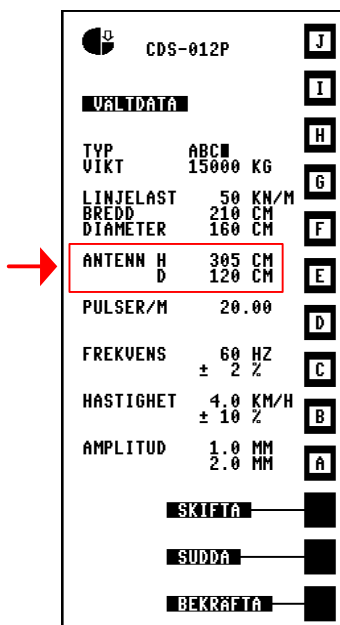 CDS-012P J
I
VäLTDATA
H
TYP ABC
VIKT 15000 KG
G
LINJELAST 50 KN/M
BREDD 210 CM
DIAMETER 160 CM F
ANTENN H 305 CM
D 120 CM E
PULSER/M 20.00
D
FREKVENS 60 HZ
± 2 % C
HASTIGHET 4.0 KM/H
± 10 % B
AMPLITUD 1.0 MM
2.0 MM A
SKIFTA
SUDDA
BEKRäFTA